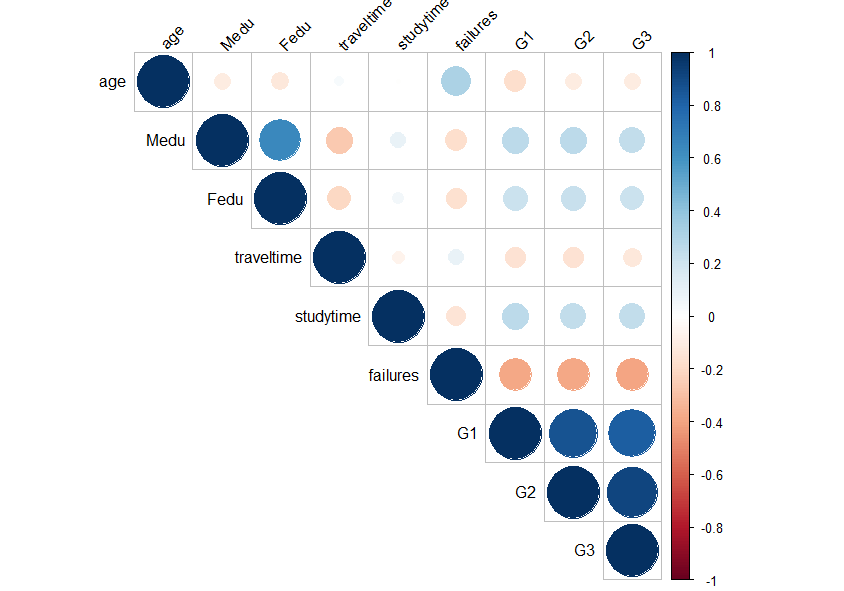 age Medu Fedu traveltime studytime failures G1 G2 G3
age
Medu
Fedu
traveltime
studytime
failures
G1
G2
G3
1
0.8
0.6
0.4
0.2
0
-0.2
-0.4
-0.6
-0.8
-1